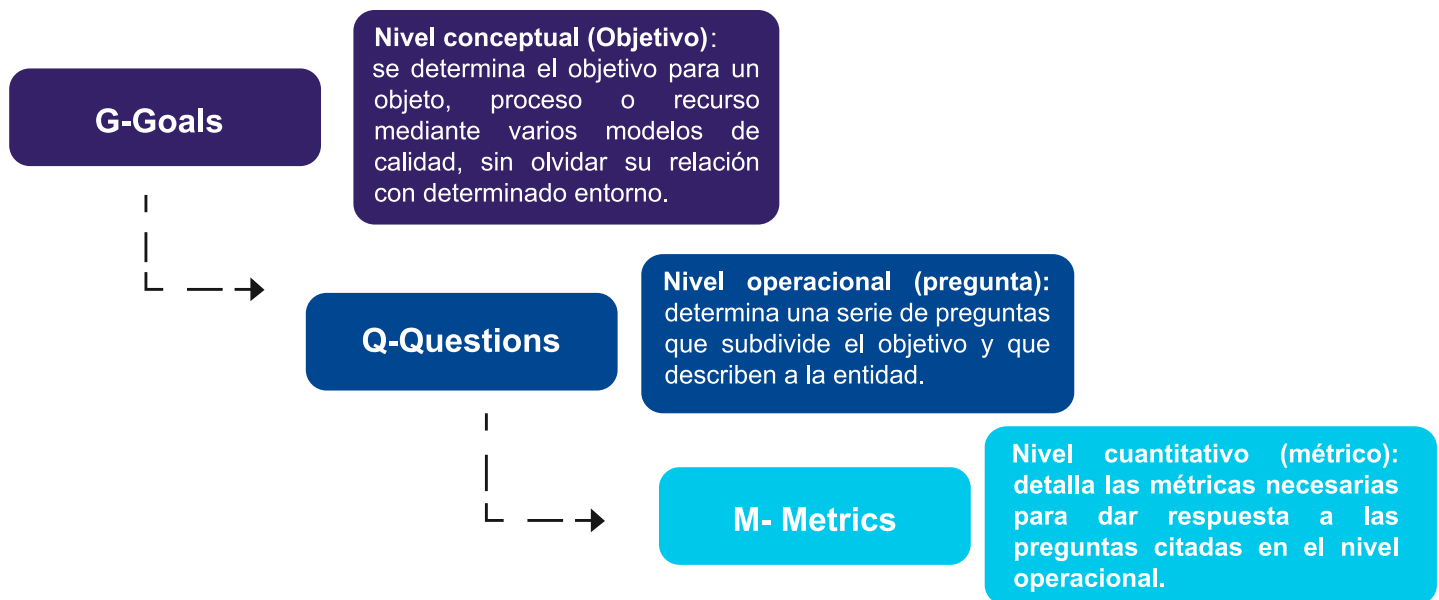 G-Goals
Nivel conceptual (Objetivo):
se determina el objetivo para un
objeto, proceso o recurso
mediante varios modelos de
calidad, sin olvidar su relación
con determinado entorno.
Q-Questions
Nivel operacional (pregunta):
determina una serie de preguntas
que subdivide el objetivo y que
describen a la entidad.
M- Metrics
Nivel cuantitativo (métrico):
detalla las métricas necesarias
para dar respuesta a las
preguntas citadas en el nivel
operacional.